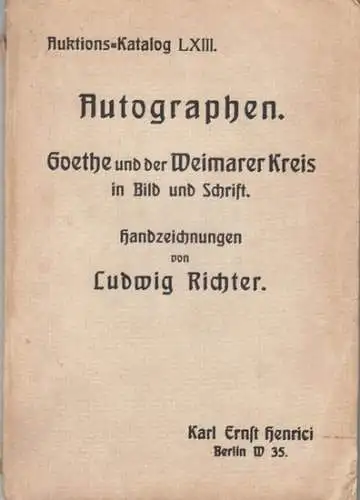 Auktions=Katalog LXIII.
Autographen.
Goethe und der Weimarer Kreis
in Bild und Schrift.
Handzeichnungen
von
Ludwig Richter.
Karl Ernst Henrici
Berlin W 35.